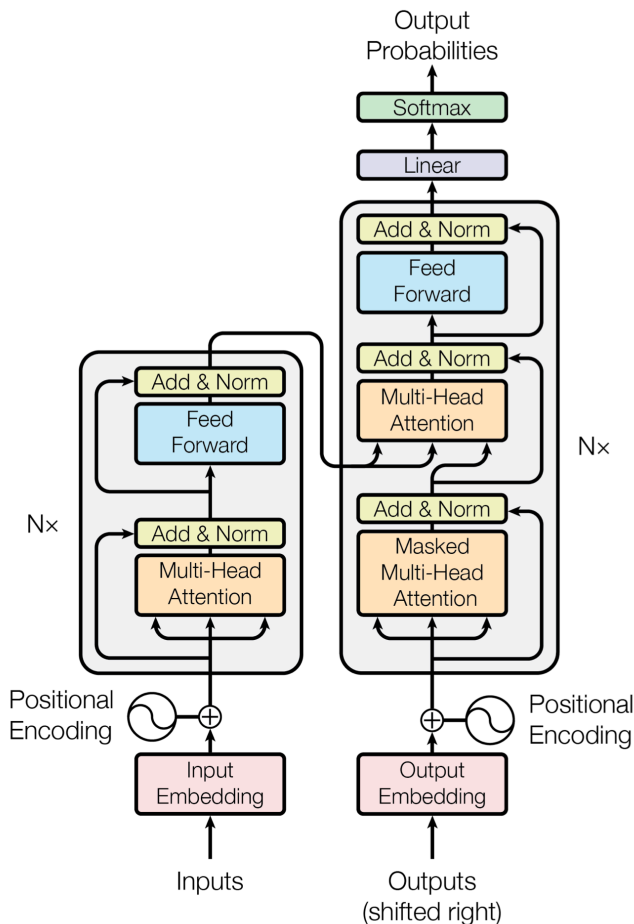 Output
Probabilities
Softmax
Linear
Add & Norm
Feed
Forward
Add & Norm
Multi-Head
Attention
Add & Norm
Masked
Multi-Head
Attention
Nx
Add & Norm
Feed
Forward
Add & Norm
Multi-Head
Attention
Nx
Positional
Encoding
Positional
Encoding
Input
Embedding
Output
Embedding
Inputs
Outputs
(shifted right)